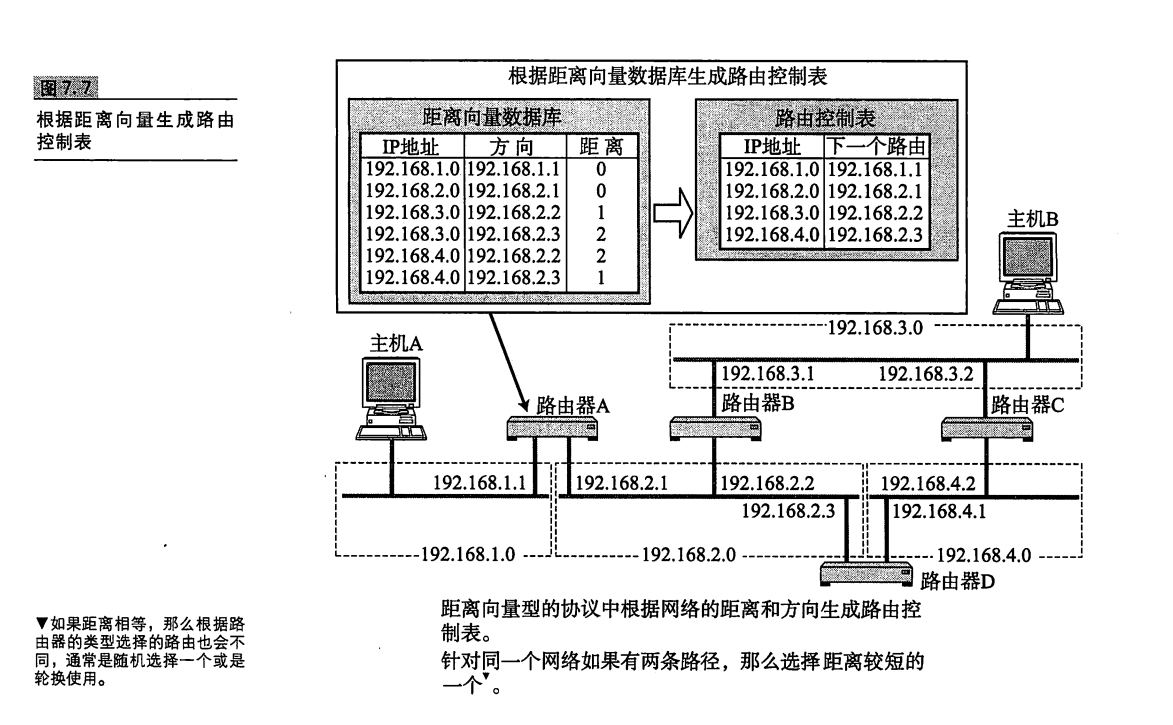 图7.7
根据距离向量生成路由
控制表
根据距离向量数据库生成路由控制表
距离向量数据库
IP地址 方向 距离
192.168.1.0 192.168.1.1 0
192.168.2.0 192.168.2.1 0
192.168.3.0 192.168.2.2 1
192.168.3.0 192.168.2.3 2
192.168.4.0 192.168.2.2 2
192.168.4.0 192.168.2.3 1
路由控制表
IP地址 下一个路由
192.168.1.0 192.168.1.1
192.168.2.0 192.168.2.1
192.168.3.0 192.168.2.2
192.168.4.0 192.168.2.3
主机B
192.168.3.0
主机A
192.168.3.1 192.168.3.2
路由器A 路由器B 路由器C
192.168.1.1 192.168.2.1 192.168.2.2 192.168.4.2
192.168.2.3 192.168.4.1
192.168.1.0 192.168.2.0 192.168.4.0
路由器D
距离向量型的协议中根据网络的距离和方向生成路由控
制表。
针对同一个网络如果有两条路径，那么选择距离较短的
一个▼。
▼如果距离相等，那么根据路
由器的类型选择的路由也会不
同，通常是随机选择一个或是
轮换使用。